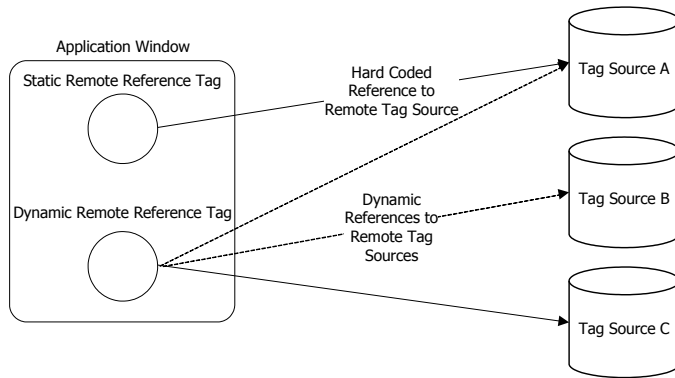 Application Window
Static Remote Reference Tag
Hard Coded
Reference to
Remote Tag Source
Tag Source A
Dynamic Remote Reference Tag
Dynamic
References to
Remote Tag
Sources
Tag Source B
Tag Source C